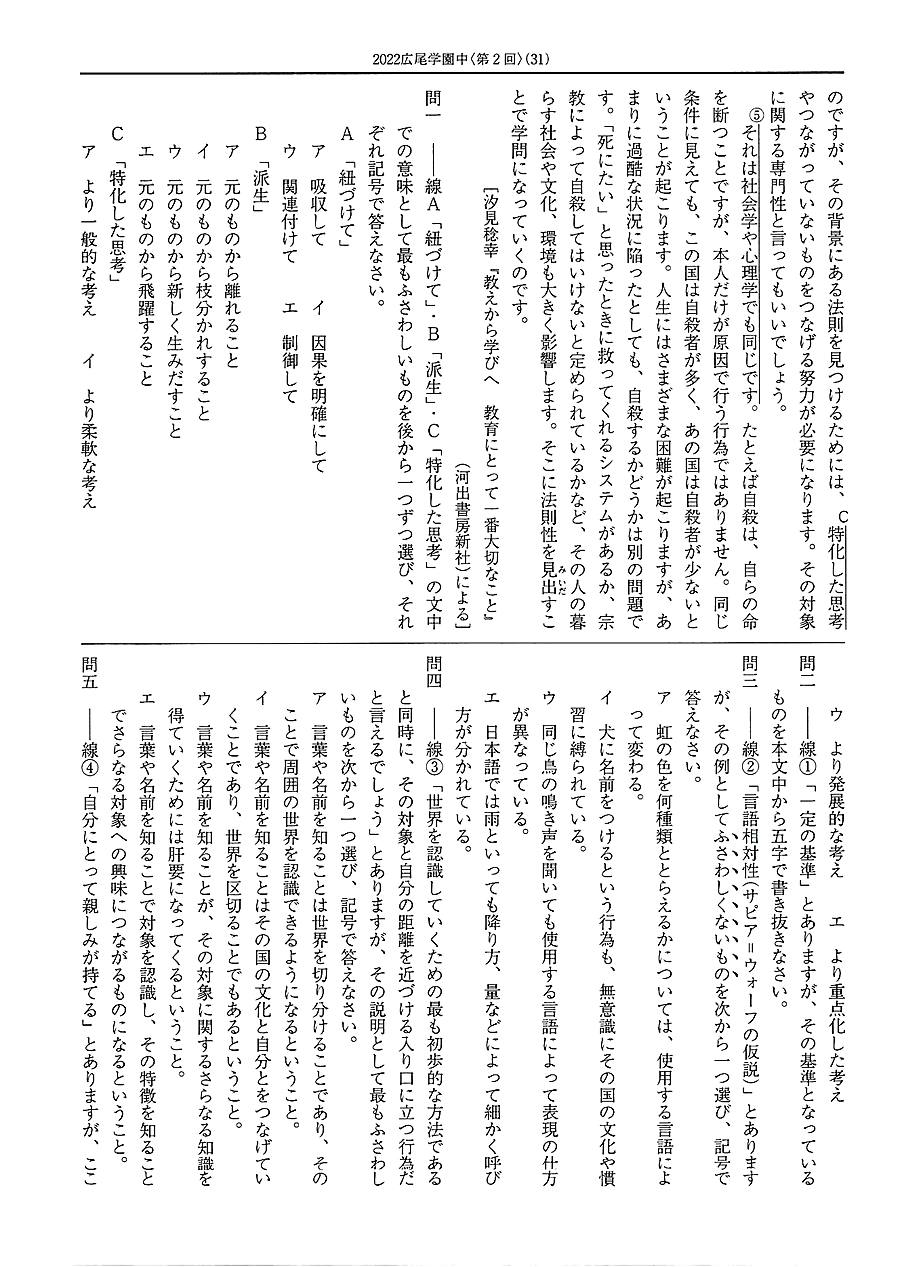 2022広尾学園中〈第2回〉(31)
のですが、その背景にある法則を見つけるためには、C特化した思考
やつながっていないものをつなげる努力が必要になります。その対象
に関する専門性と言ってもいいでしょう。
⑤それは社会学や心理学でも同じです。たとえば自殺は、自らの命
を断つことですが、本人だけが原因で行う行為ではありません。同じ
条件に見えても、この国は自殺者が多く、あの国は自殺者が少ないと
いうことが起こります。人生にはさまざまな困難が起こりますが、あ
まりに過酷な状況に陥ったとしても、自殺するかどうかは別の問題で
す。「死にたい」と思ったときに救ってくれるシステムがあるか、宗
教によって自殺してはいけないと定められているかなど、その人の暮
らす社会や文化、環境も大きく影響します。そこに法則性を見出すこ
みいだ
とで学問になっていくのです。
[汐見稔幸『教えから学びへ 教育にとって一番大切なこと』
(河出書房新社)による]
問一 ――線A「紐づけて」・B「派生」・C「特化した思考」の文中
での意味として最もふさわしいものを後から一つずつ選び、それ
ぞれ記号で答えなさい。
A 「紐づけて」
ア 吸収して イ 因果を明確にして
ウ 関連付けて エ 制御して
B 「派生」
ア 元のものから離れること
イ 元のものから枝分かれすること
ウ 元のものから新しく生みだすこと
エ 元のものから飛躍すること
C 「特化した思考」
ア より一般的な考え イ より柔軟な考え
ウ より発展的な考え エ より重点化した考え
問二 ――線①「一定の基準」とありますが、その基準となっている
ものを本文中から五字で書き抜きなさい。
問三 ――線②「言語相対性(サピア=ウォーフの仮説)」とあります
が、その例としてふさわしくないものを次から一つ選び、記号で
答えなさい。
ア 虹の色を何種類ととらえるかについては、使用する言語によ
って変わる。
イ 犬に名前をつけるという行為も、無意識にその国の文化や慣
習に縛られている。
ウ 同じ鳥の鳴き声を聞いても使用する言語によって表現の仕方
が異なっている。
エ 日本語では雨といっても降り方、量などによって細かく呼び
方が分かれている。
問四 ――線③「世界を認識していくための最も初歩的な方法である
と同時に、その対象と自分の距離を近づける入り口に立つ行為だ
と言えるでしょう」とありますが、その説明として最もふさわし
いものを次から一つ選び、記号で答えなさい。
ア 言葉や名前を知ることは世界を切り分けることであり、その
ことで周囲の世界を認識できるようになるということ。
イ 言葉や名前を知ることはその国の文化と自分とをつなげてい
くことであり、世界を区切ることでもあるということ。
ウ 言葉や名前を知ることが、その対象に関するさらなる知識を
得ていくためには肝要になってくるということ。
エ 言葉や名前を知ることで対象を認識し、その特徴を知ること
でさらなる対象への興味につながるものになるということ。
問五 ――線④「自分にとって親しみが持てる」とありますが、ここ